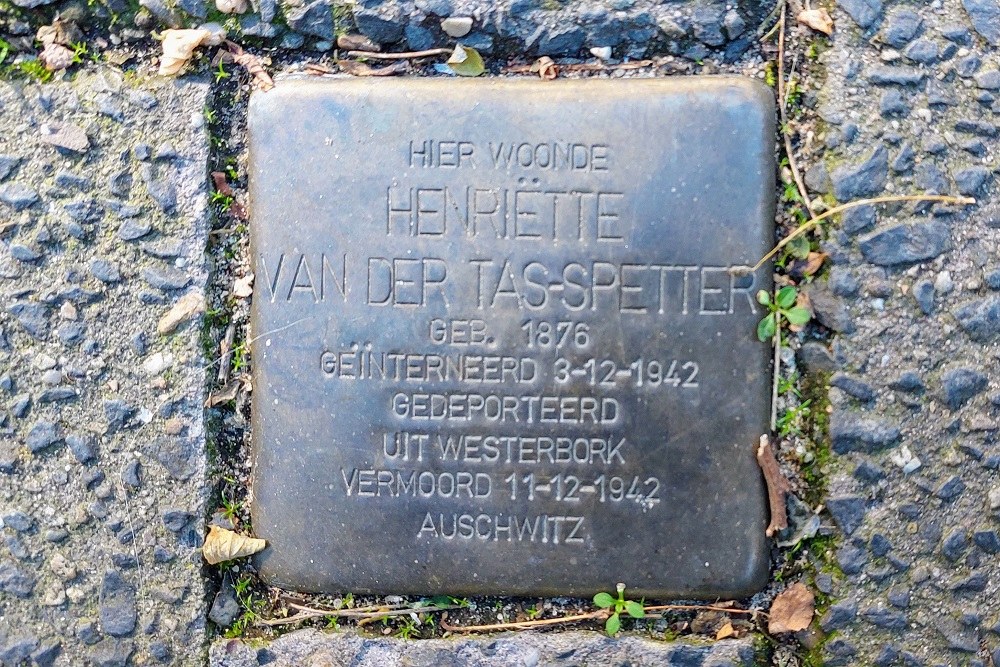 HIER WOONDE
HENRIËTTE
VAN DER TAS-SPETTER
GEB. 1876
GEÏNTERNEERD 3-12-1942
GEDEPORTEERD
UIT WESTERBORK
VERMOORD 11-12-1942
AUSCHWITZ